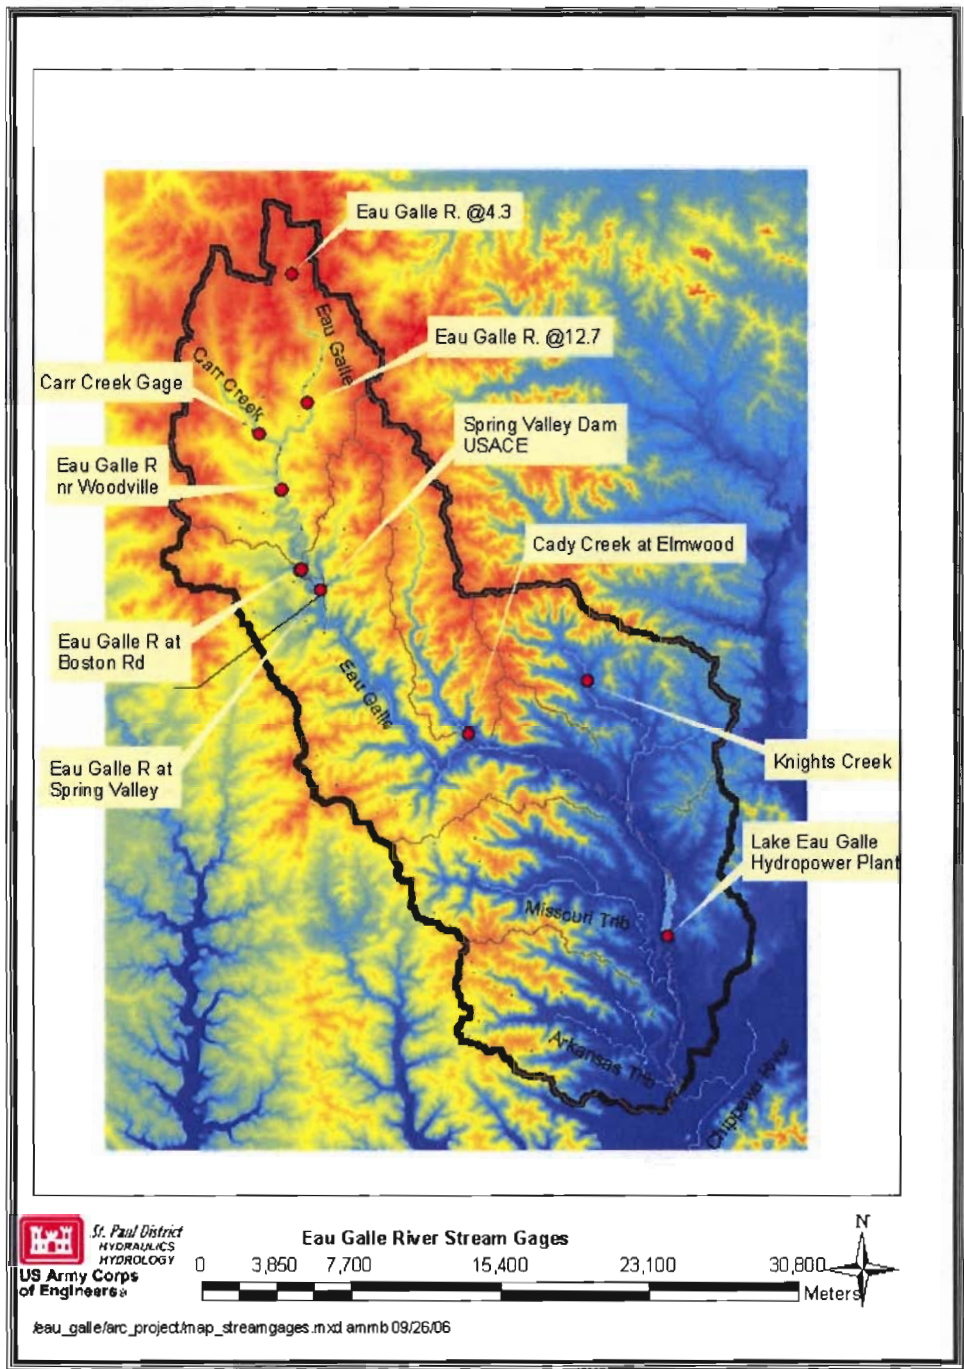 Eau Galle R. @4.3
Eau Galle
Eau Galle R. @12.7
Carr Creek
Carr Creek Gage
Spring Valley Dam
USACE
Eau Galle R
nr Woodville
Cady Creek at Elmwood
Eau Galle R at
Boston Rd
Eau Galle
Knights Creek
Eau Galle R at
Spring Valley
Lake Eau Galle
Hydropower Plant
Missouri Trib
Arkansas Trib
Chippewa River
St. Paul District
HYDRAULICS
HYDROLOGY
US Army Corps
of Engineers®
Eau Galle River Stream Gages
0 3,850 7,700 15,400 23,100 30,800
Meters
N
/eau_galle/arc_project/map_streamgages.mxd ammb 09/26/06